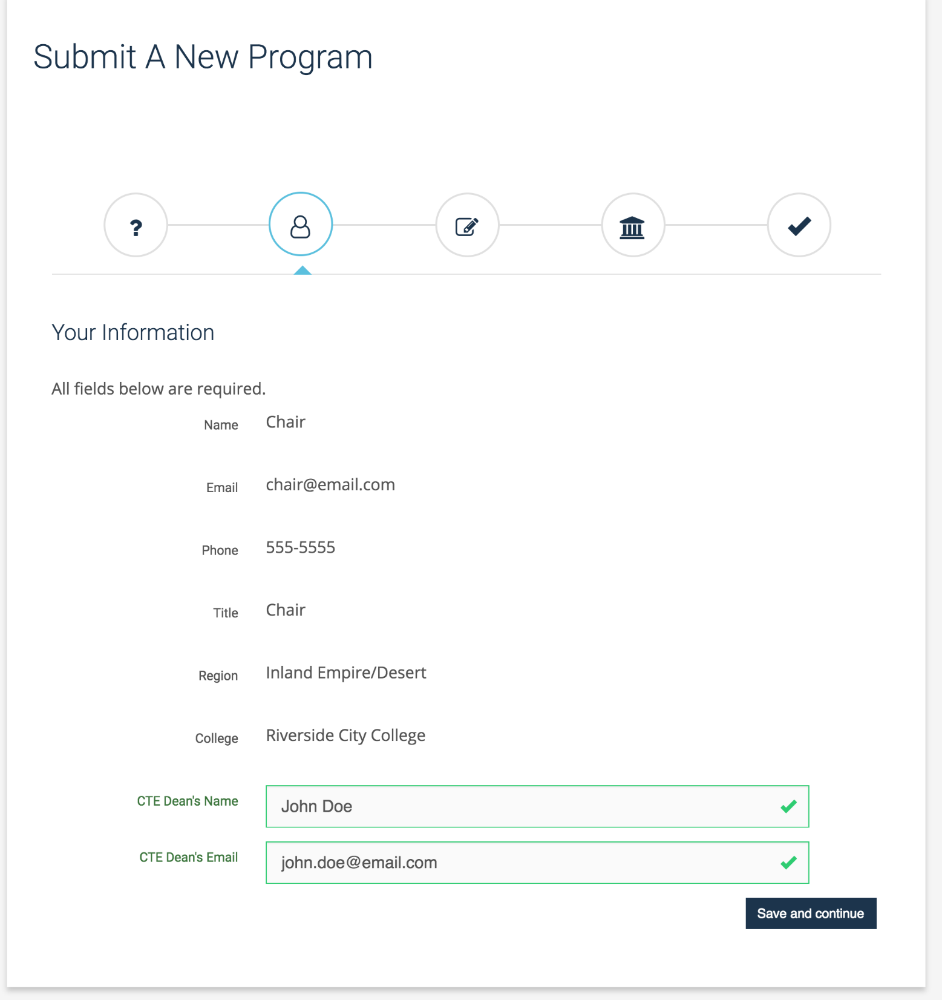 Submit A New Program
?
Your Information
All fields below are required.
Name Chair
Email chair@email.com
Phone 555-5555
Title Chair
Region Inland Empire/Desert
College Riverside City College
CTE Dean's Name John Doe
CTE Dean's Email john.doe@email.com
Save and continue